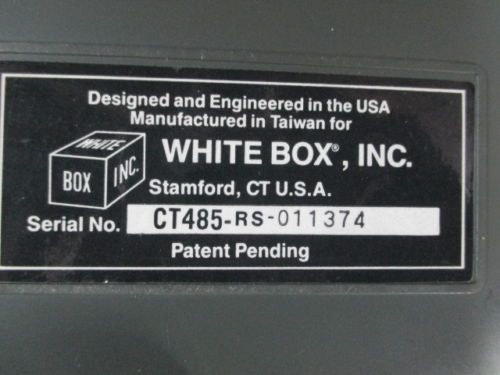 Designed and Engineered in the USA
Manufactured in Taiwan for
WHITE BOX INC.
WHITE BOX®, INC.
Stamford, CT U.S.A.
Serial No. CT485-RS-011374
Patent Pending